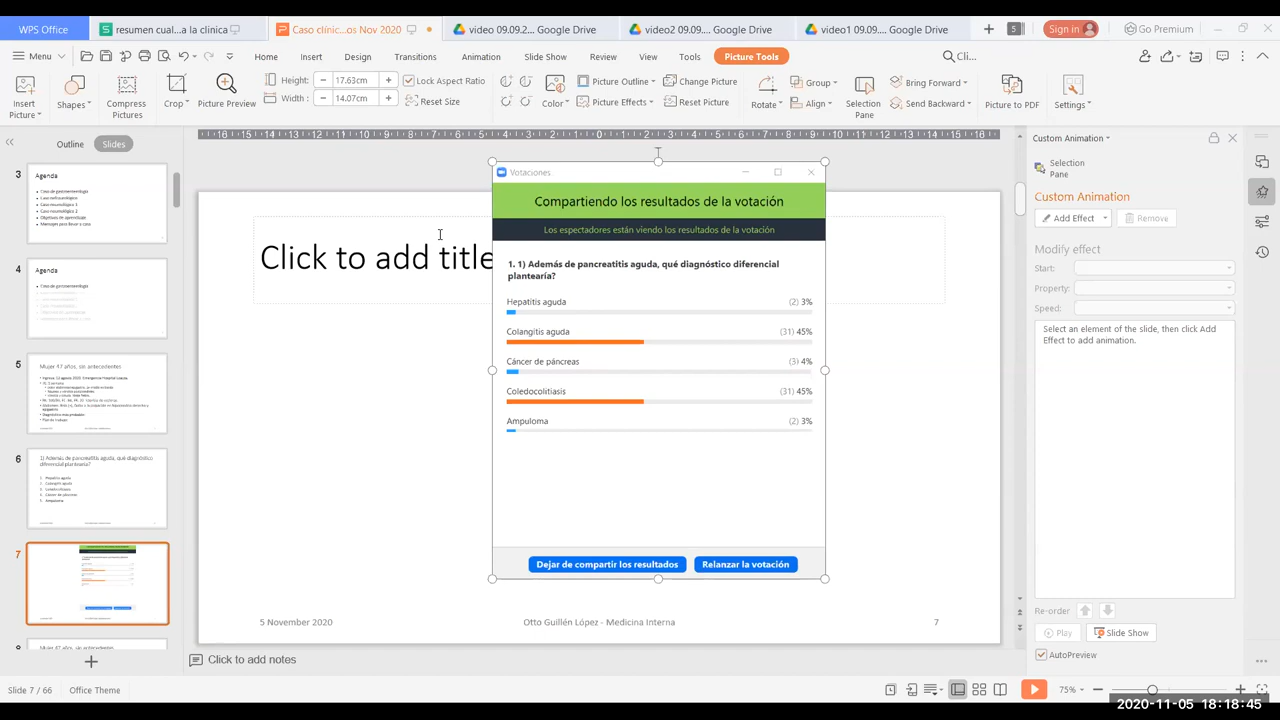 WPS Office
resumen cual...a la clinica
Caso clínic...os Nov 2020
video 09.09.2... Google Drive
video2 09.09.... Google Drive
video1 09.09.... Google Drive
Sign in
Go Premium
Menu
Home
Insert
Design
Transitions
Animation
Slide Show
Review
View
Tools
Picture Tools
Cli...
Insert Picture
Shapes
Compress Pictures
Crop
Picture Preview
Height: 17.63cm
Width : 14.07cm
Lock Aspect Ratio
Reset Size
Color
Picture Outline
Picture Effects
Change Picture
Reset Picture
Rotate
Group
Align
Selection Pane
Bring Forward
Send Backward
Picture to PDF
Settings
Outline
Slides
3
Agenda
4
Agenda
5
Mujer 47 años, sin antecedentes
6
1) Además de pancreatitis aguda, qué diagnóstico
diferencial plantearía?
7
8
Click to add title
Votaciones
Compartiendo los resultados de la votación
Los espectadores están viendo los resultados de la votación
1. 1) Además de pancreatitis aguda, qué diagnóstico diferencial
plantearía?
Hepatitis aguda (2) 3%
Colangitis aguda (31) 45%
Cáncer de páncreas (3) 4%
Coledocolitiasis (31) 45%
Ampuloma (2) 3%
Dejar de compartir los resultados
Relanzar la votación
5 November 2020
Otto Guillén López - Medicina Interna
7
Click to add notes
Custom Animation
Selection
Pane
Custom Animation
Add Effect
Remove
Modify effect
Start:
Property:
Speed:
Select an element of the slide, then click Add
Effect to add animation.
Re-order
Play
Slide Show
AutoPreview
Slide 7 / 66
Office Theme
75%
2020-11-05 18:18:45